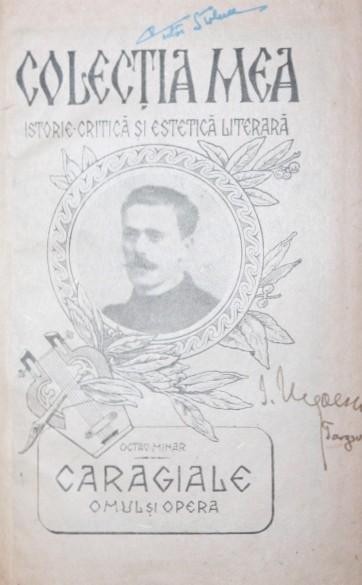 COLECȚIA MEA
ISTORIE-CRITICĂ ȘI ESTETICĂ LITERARĂ
OCTAV-MINAR
CARAGIALE
OMUL ȘI OPERA